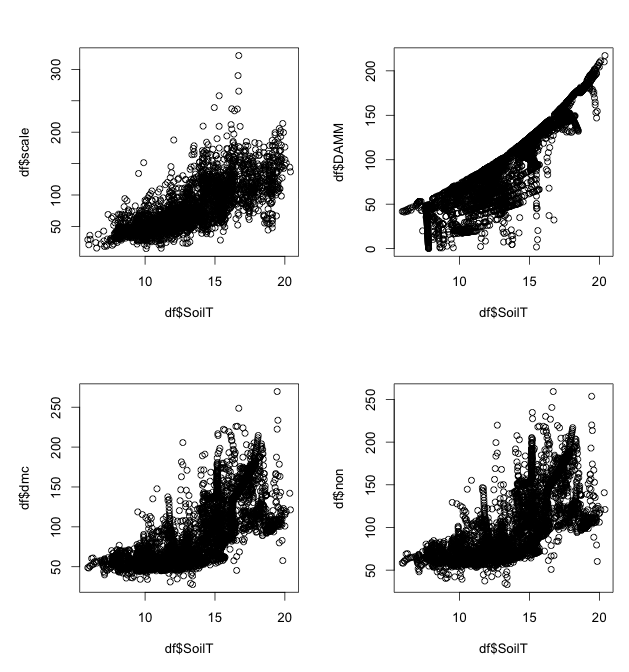 df$scale
50 100 200 300
10 15 20
df$SoilT
df$DAMM
0 50 100 150 200
10 15 20
df$SoilT
df$dmc
50 100 150 200 250
10 15 20
df$SoilT
df$non
50 100 150 200 250
10 15 20
df$SoilT